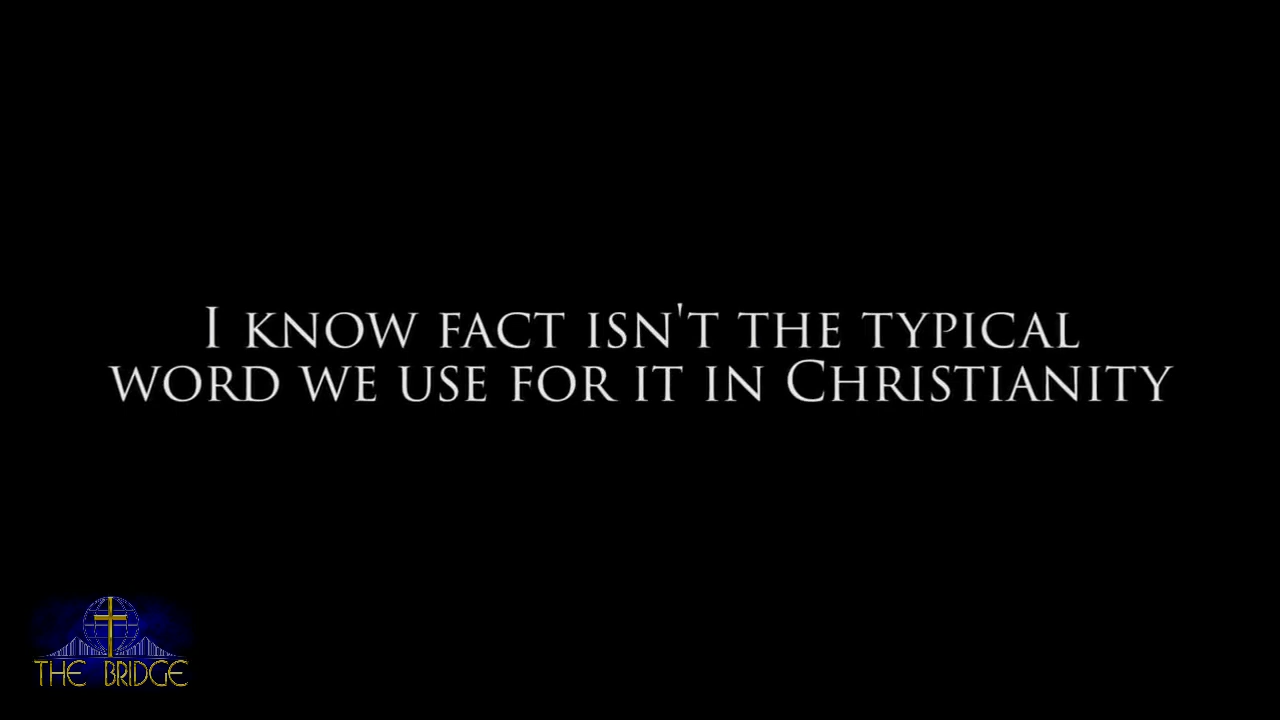 I KNOW FACT ISN'T THE TYPICAL
WORD WE USE FOR IT IN CHRISTIANITY
THE BRIDGE